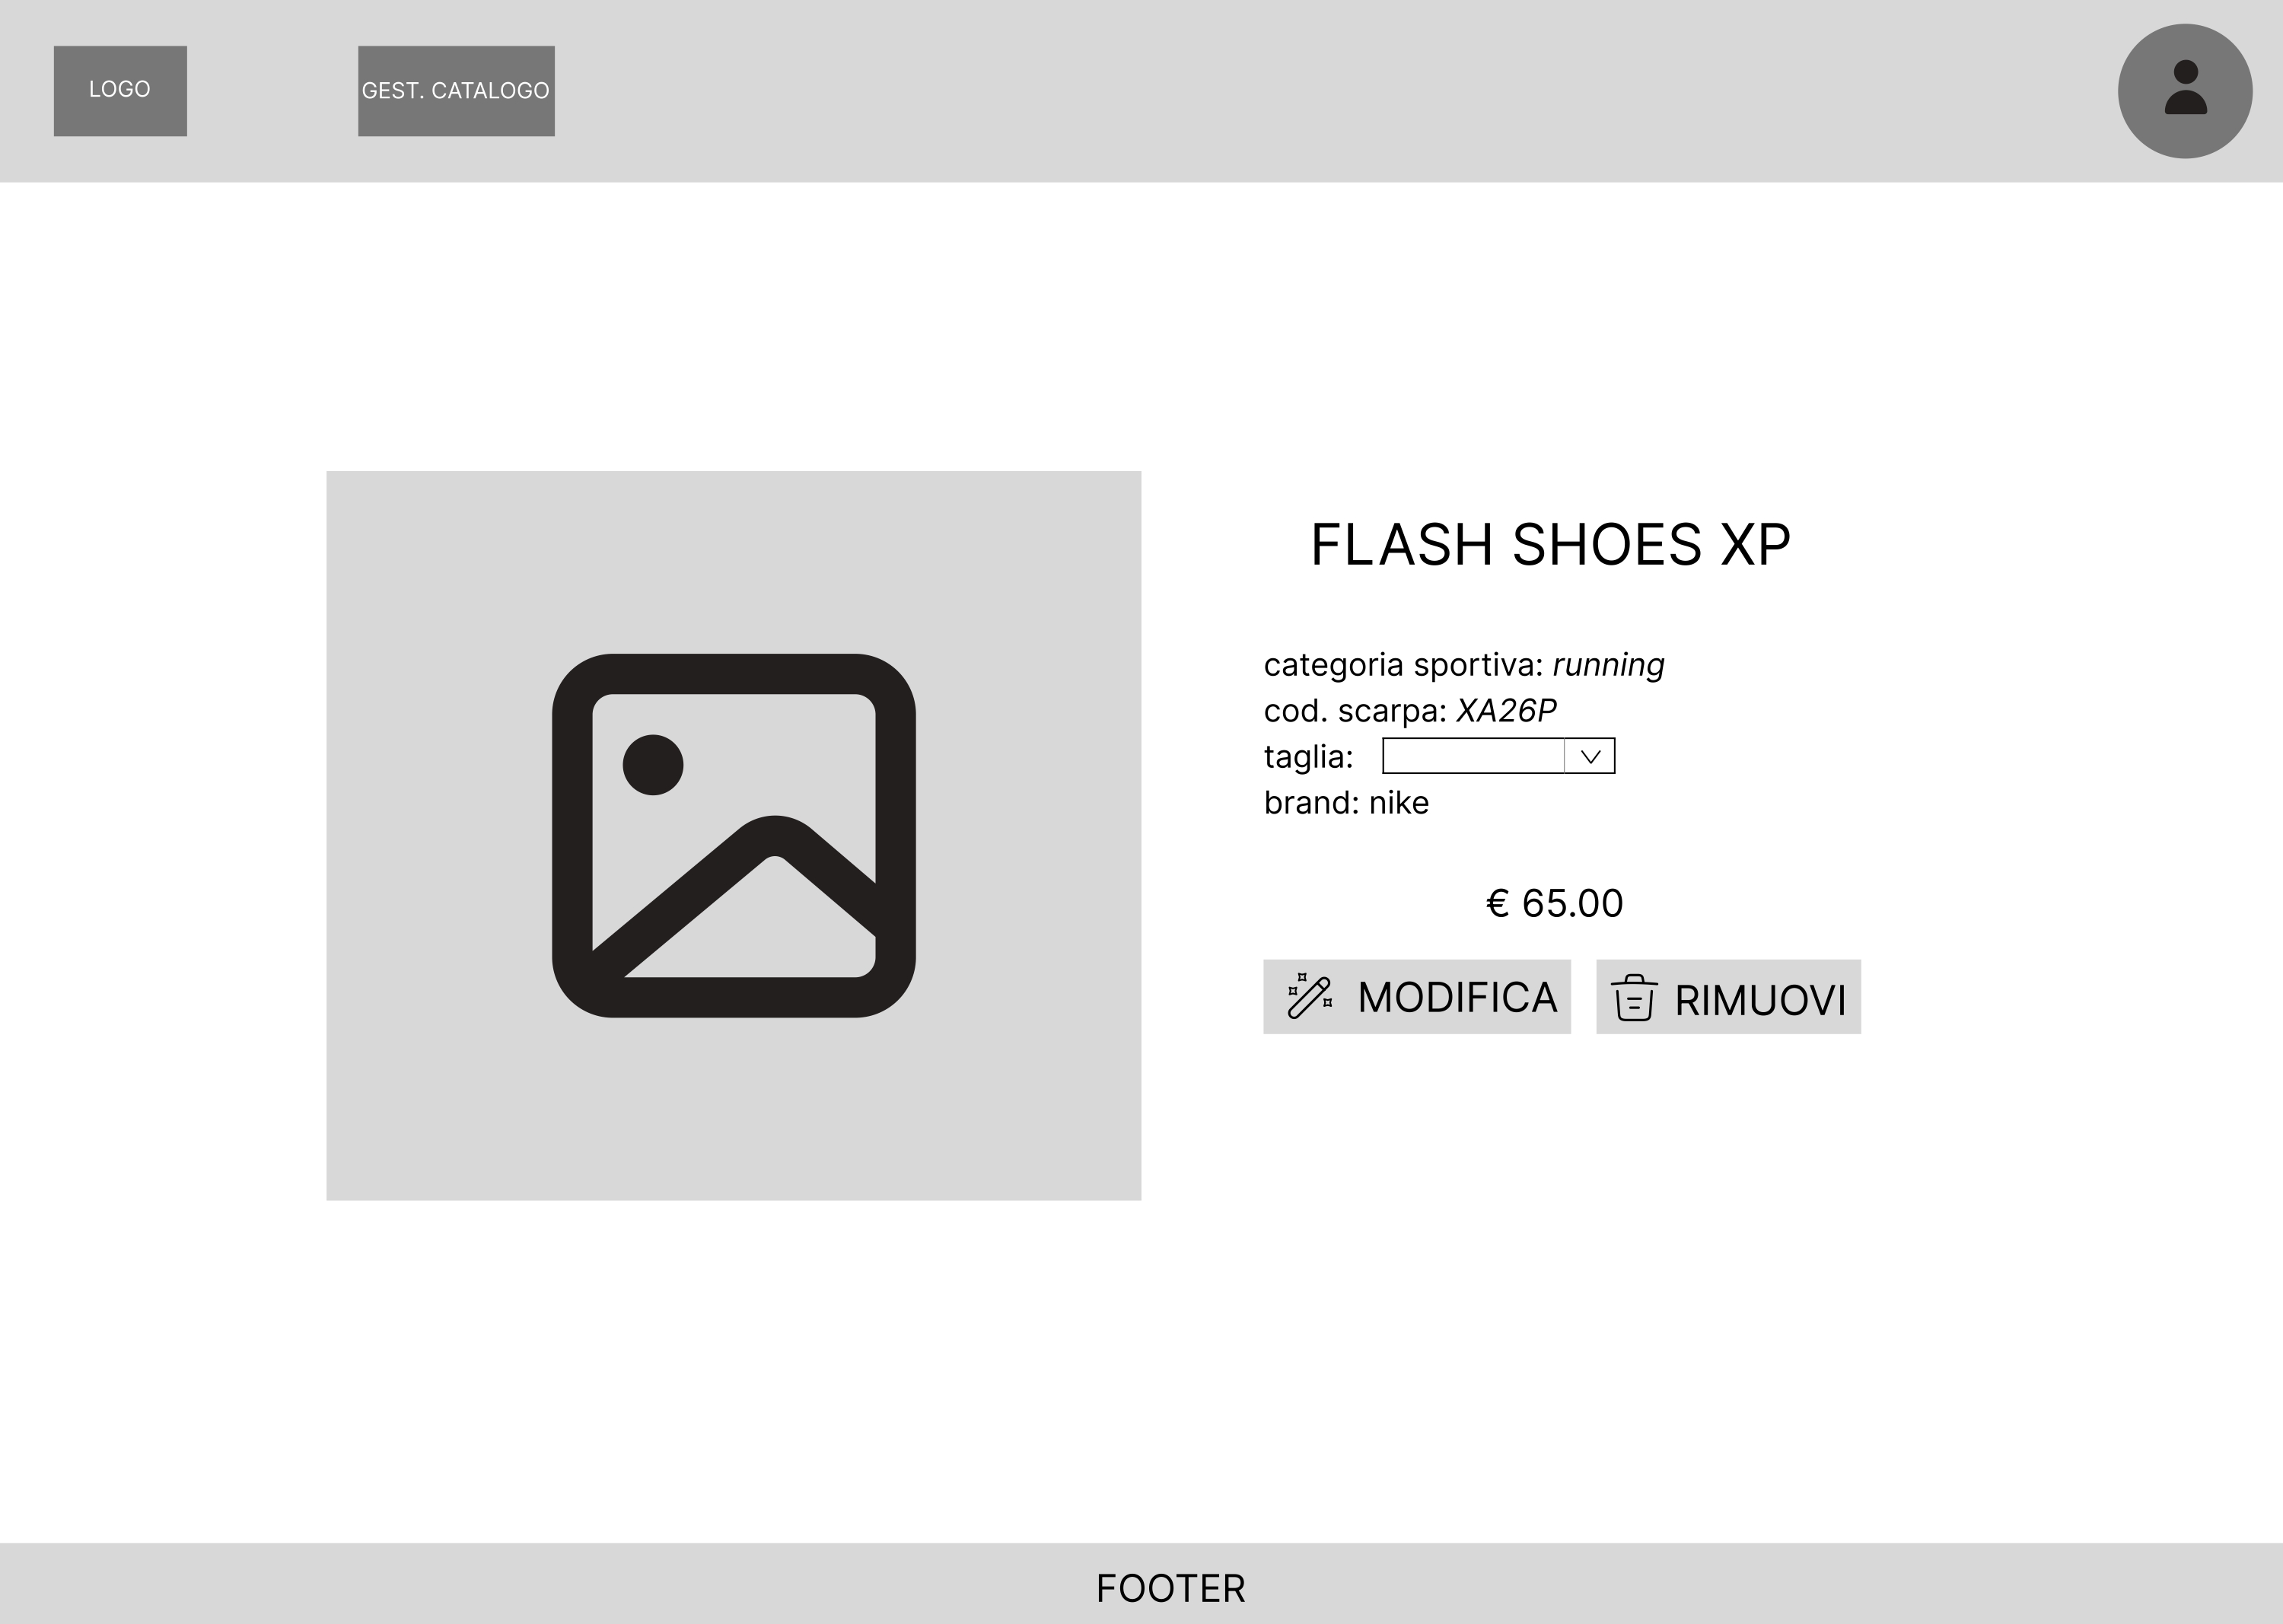 LOGO
GEST. CATALOGO
FLASH SHOES XP
categoria sportiva: running
cod. scarpa: XA26P
taglia:
brand: nike
€ 65.00
MODIFICA
RIMUOVI
FOOTER